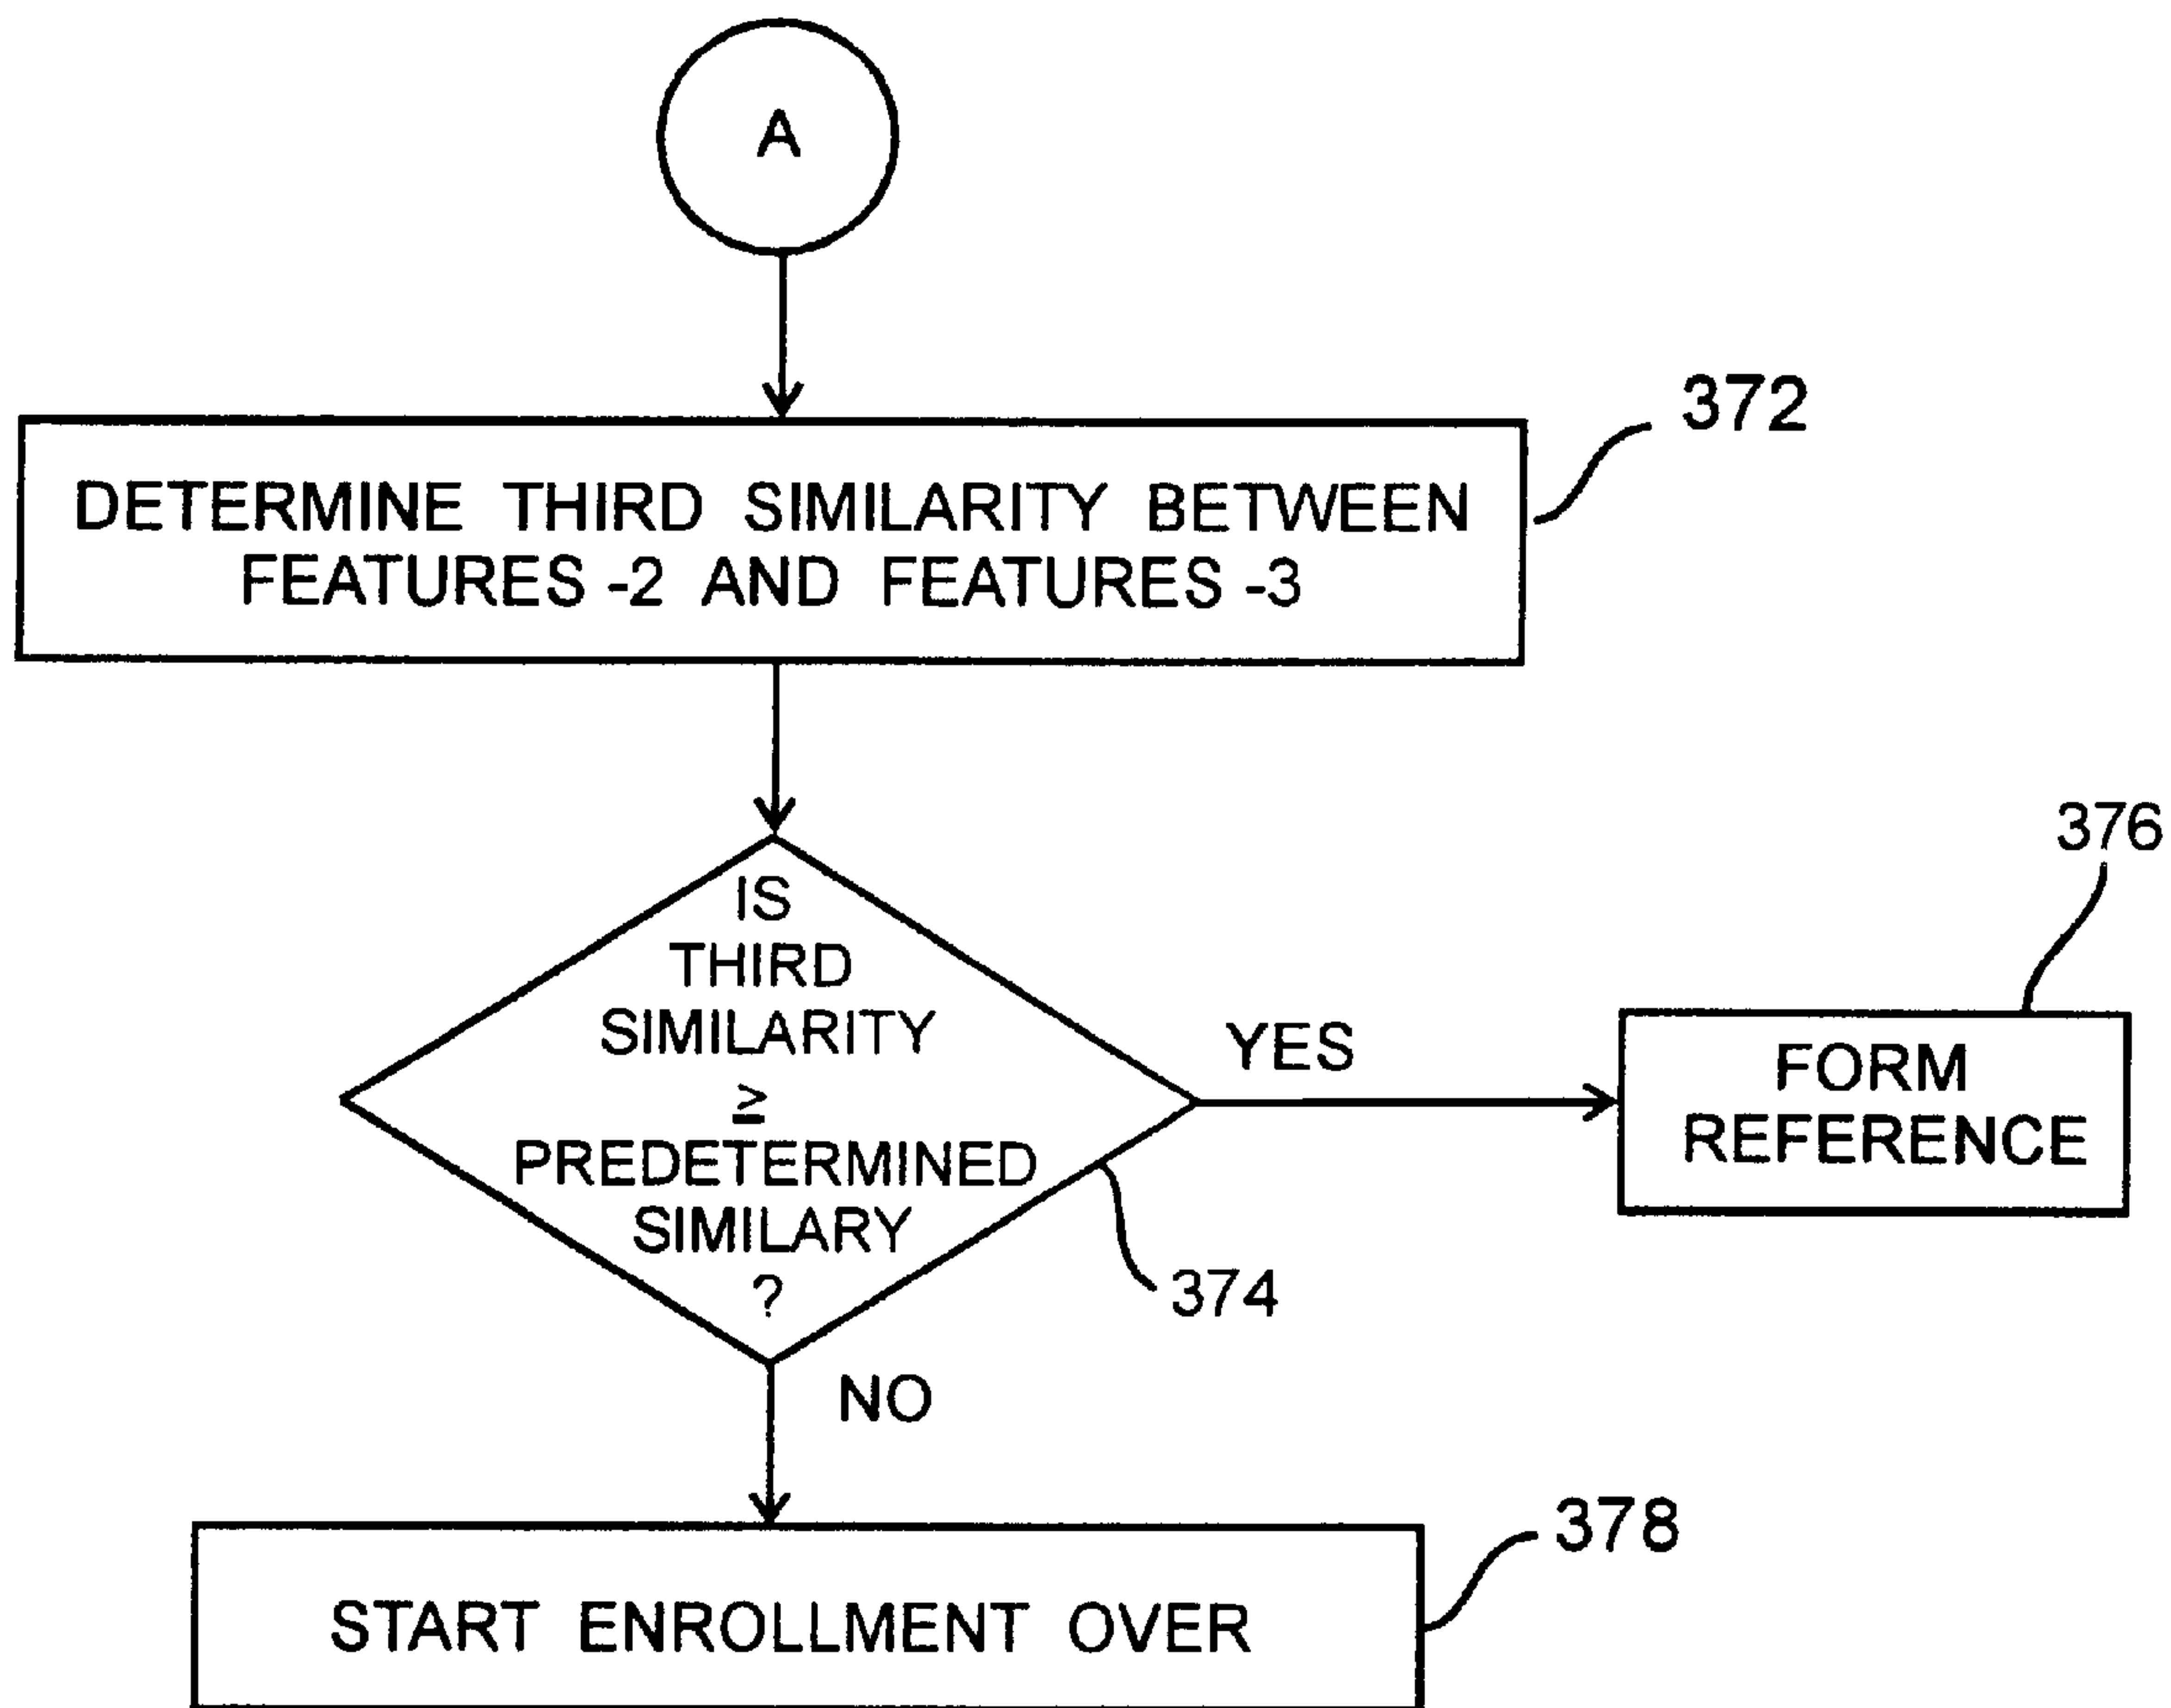 A
372
DETERMINE THIRD SIMILARITY BETWEEN
FEATURES -2 AND FEATURES -3
376
IS
THIRD
SIMILARITY
≥
PREDETERMINED
SIMILARY
?
YES
FORM
REFERENCE
374
NO
378
START ENROLLMENT OVER